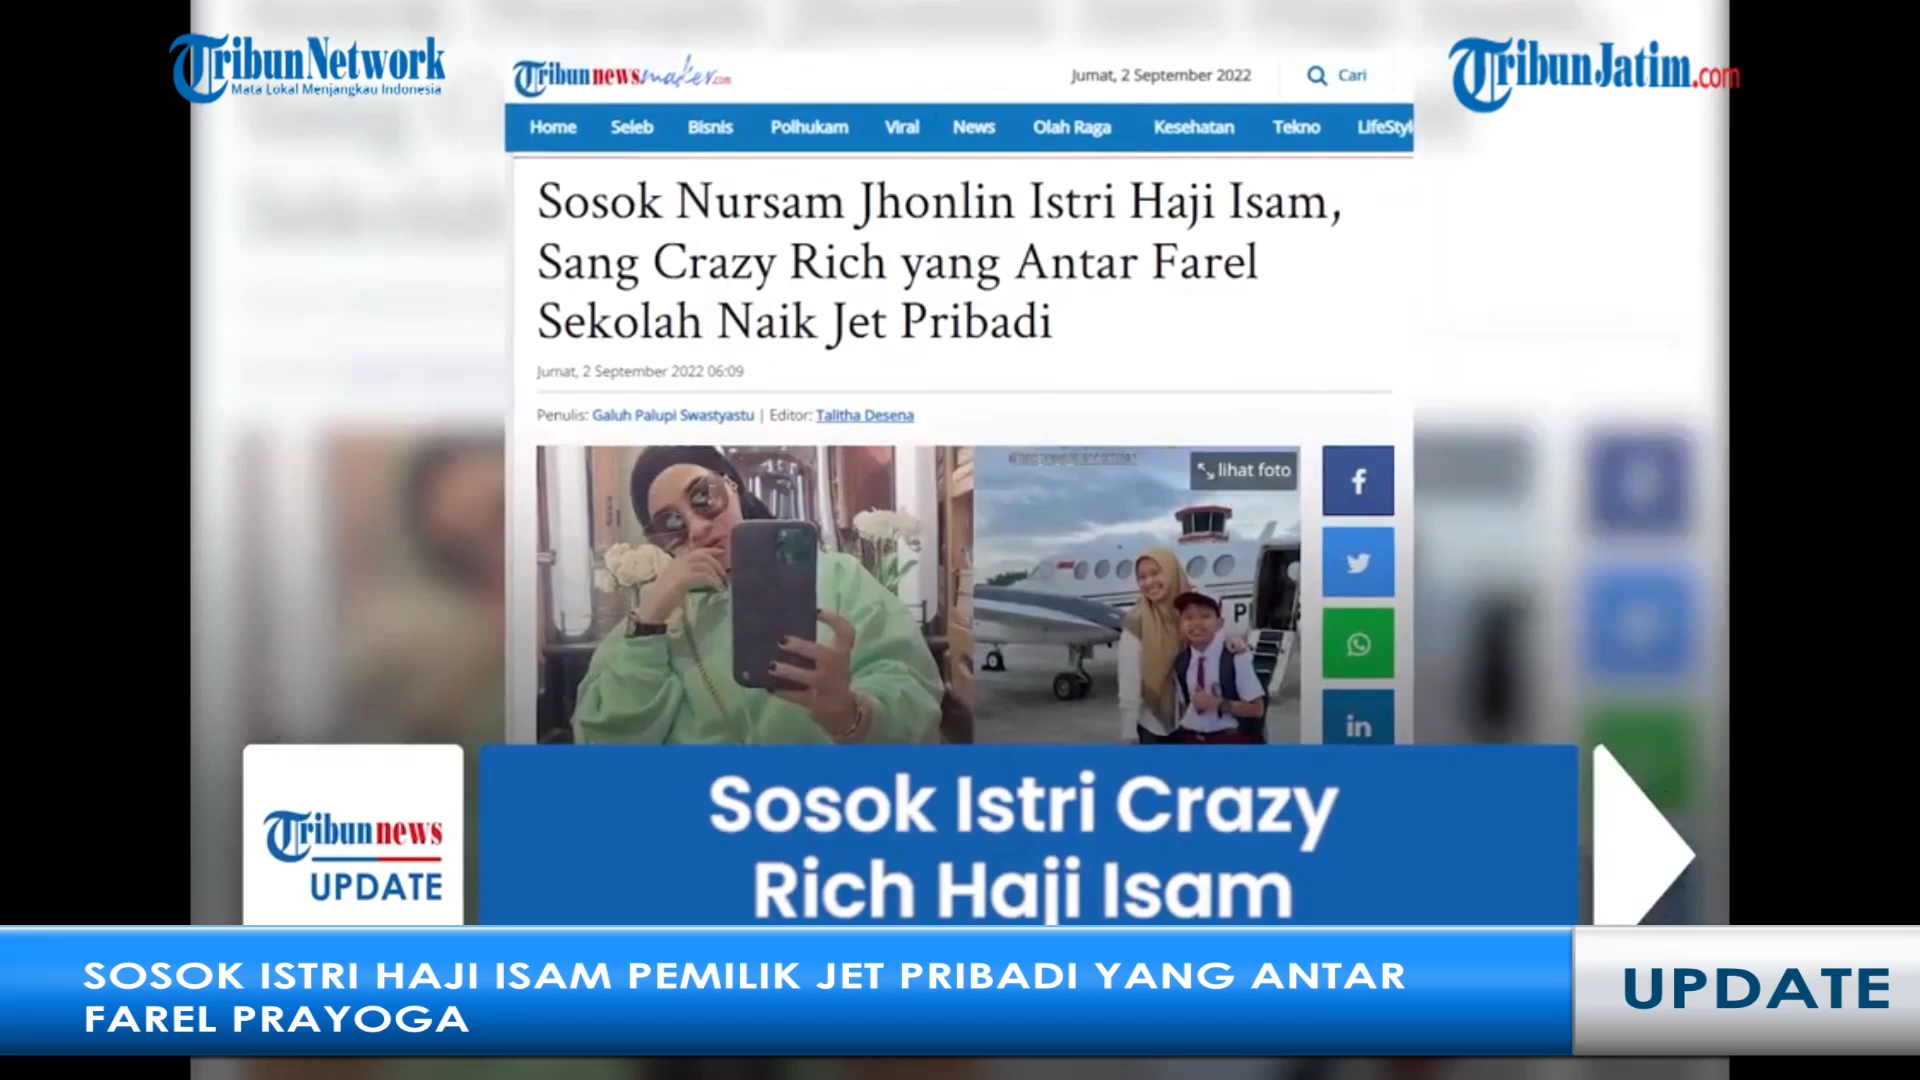 TribunNetwork
Mata Lokal Menjangkau Indonesia
Tribunnewsmaker.com
Jumat, 2 September 2022
Cari
TribunJatim.com
Home Seleb Bisnis Polhukam Viral News Olah Raga Kesehatan Tekno LifeStyl
Sosok Nursam Jhonlin Istri Haji Isam,
Sang Crazy Rich yang Antar Farel
Sekolah Naik Jet Pribadi
Jumat, 2 September 2022 06:09
Penulis: Galuh Palupi Swastyastu | Editor: Talitha Desena
lihat foto
f
P
in
Tribunnews
UPDATE
Sosok Istri Crazy
Rich Haji Isam
SOSOK ISTRI HAJI ISAM PEMILIK JET PRIBADI YANG ANTAR
FAREL PRAYOGA
UPDATE